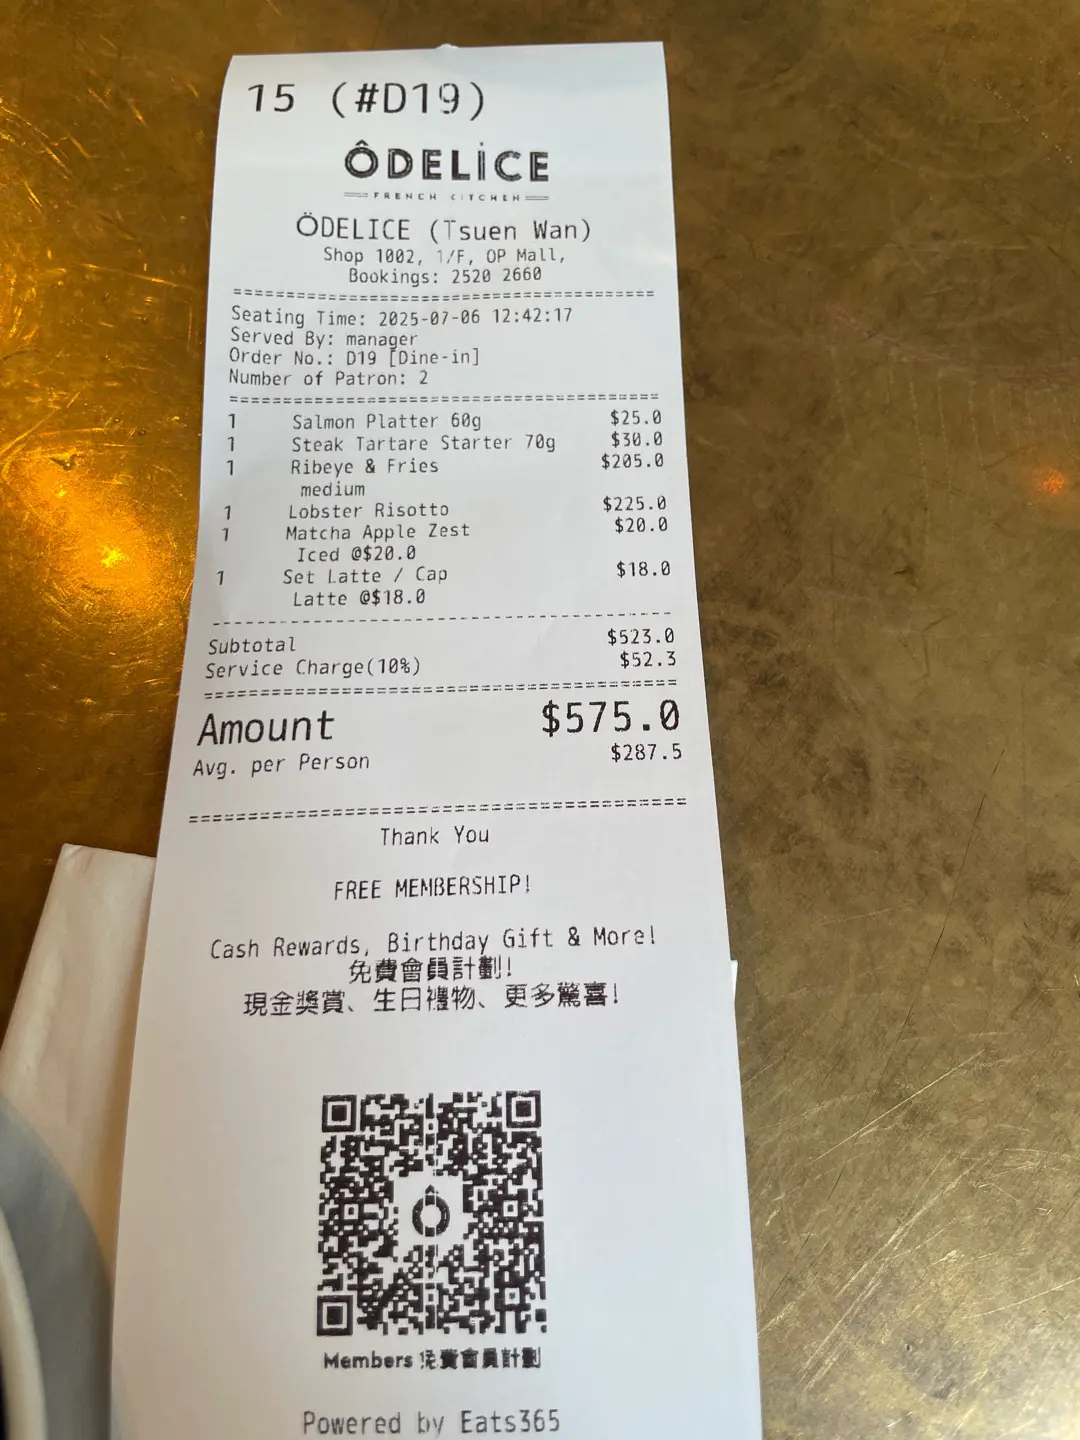 15 (#D19)
ÔDELICE
FRENCH KITCHEN
ÖDELICE (Tsuen Wan)
Shop 1002, 1/F, OP Mall,
Bookings: 2520 2660
Seating Time: 2025-07-06 12:42:17
Served By: manager
Order No.: D19 [Dine-in]
Number of Patron: 2
1 Salmon Platter 60g $25.0
1 Steak Tartare Starter 70g $30.0
1 Ribeye & Fries $205.0
medium
1 Lobster Risotto $225.0
1 Matcha Apple Zest $20.0
Iced @$20.0
1 Set Latte / Cap $18.0
Latte @$18.0
Subtotal $523.0
Service Charge(10%) $52.3
Amount $575.0
Avg. per Person $287.5
Thank You
FREE MEMBERSHIP!
Cash Rewards, Birthday Gift & More!
免費會員計劃!
現金獎賞、生日禮物、更多驚喜!
Ô
Members 免費會員計劃
Powered by Eats365